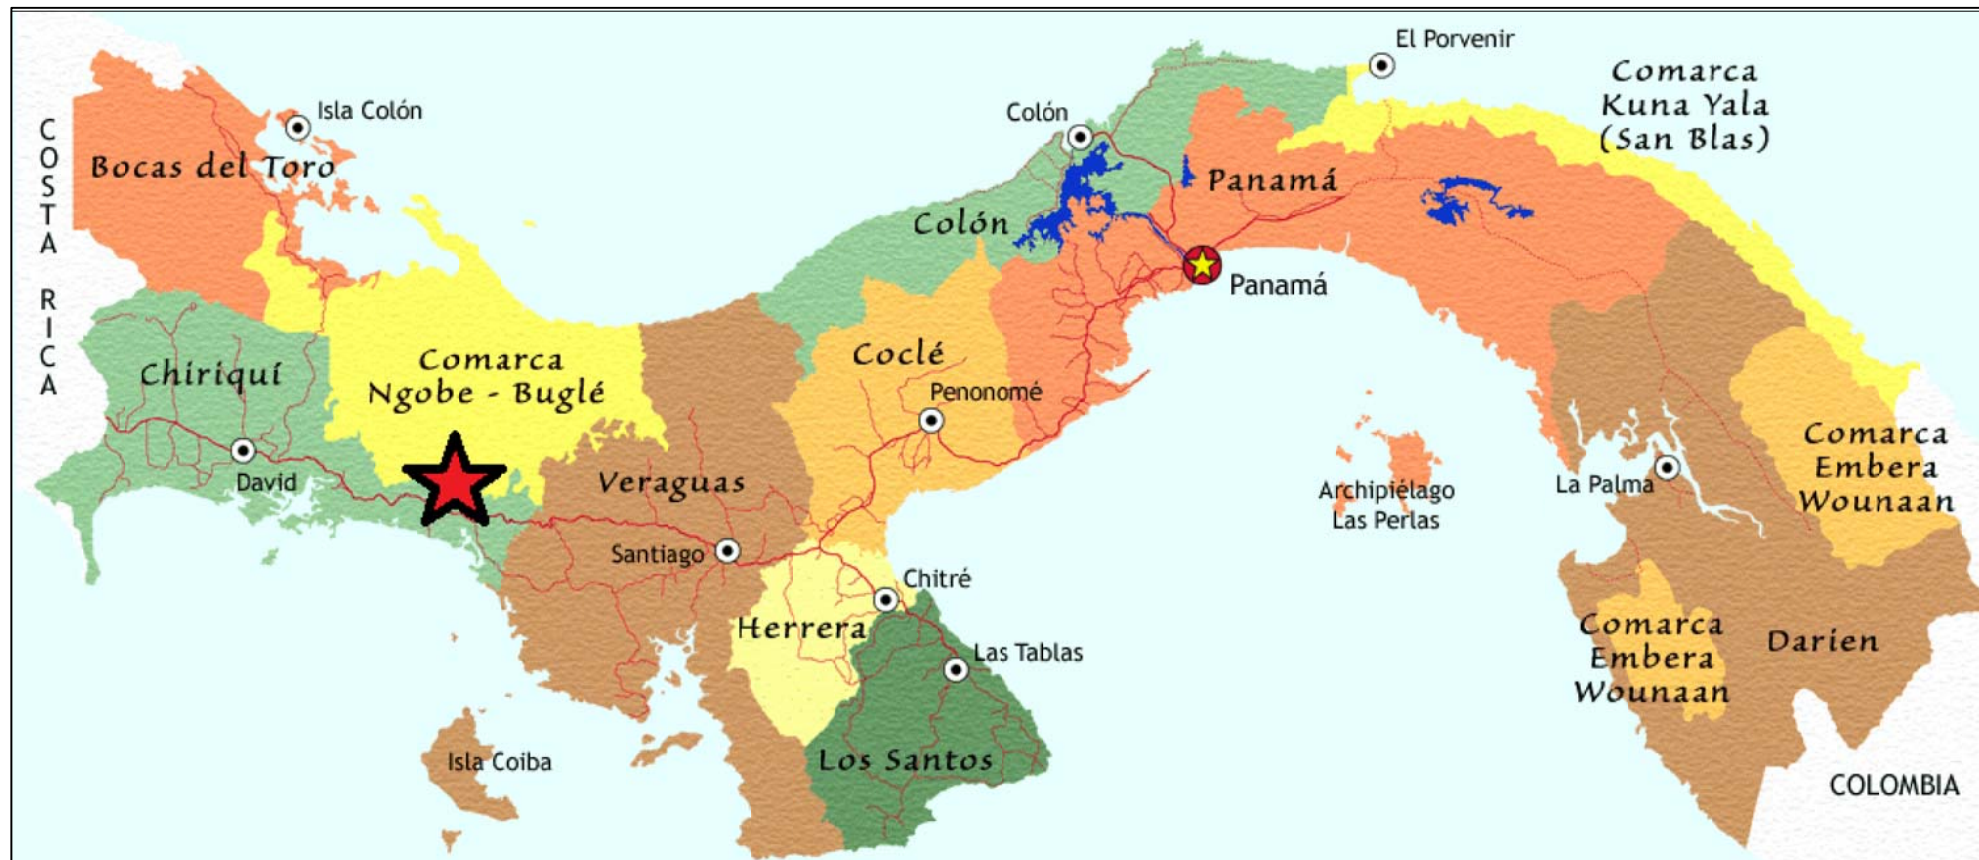 El Porvenir
Comarca
Kuna Yala
(San Blas)
Isla Colón
Colón
COSTA RICA
Bocas del Toro
Panamá
Colón
Panamá
Comarca
Ngobe - Buglé
Chiriquí
Coclé
Penonomé
David
Veraguas
Santiago
Chitré
Herrera
Las Tablas
Los Santos
Isla Coiba
Archipiélago
Las Perlas
La Palma
Comarca
Embera
Wounaan
Comarca
Embera
Wounaan
Darien
COLOMBIA